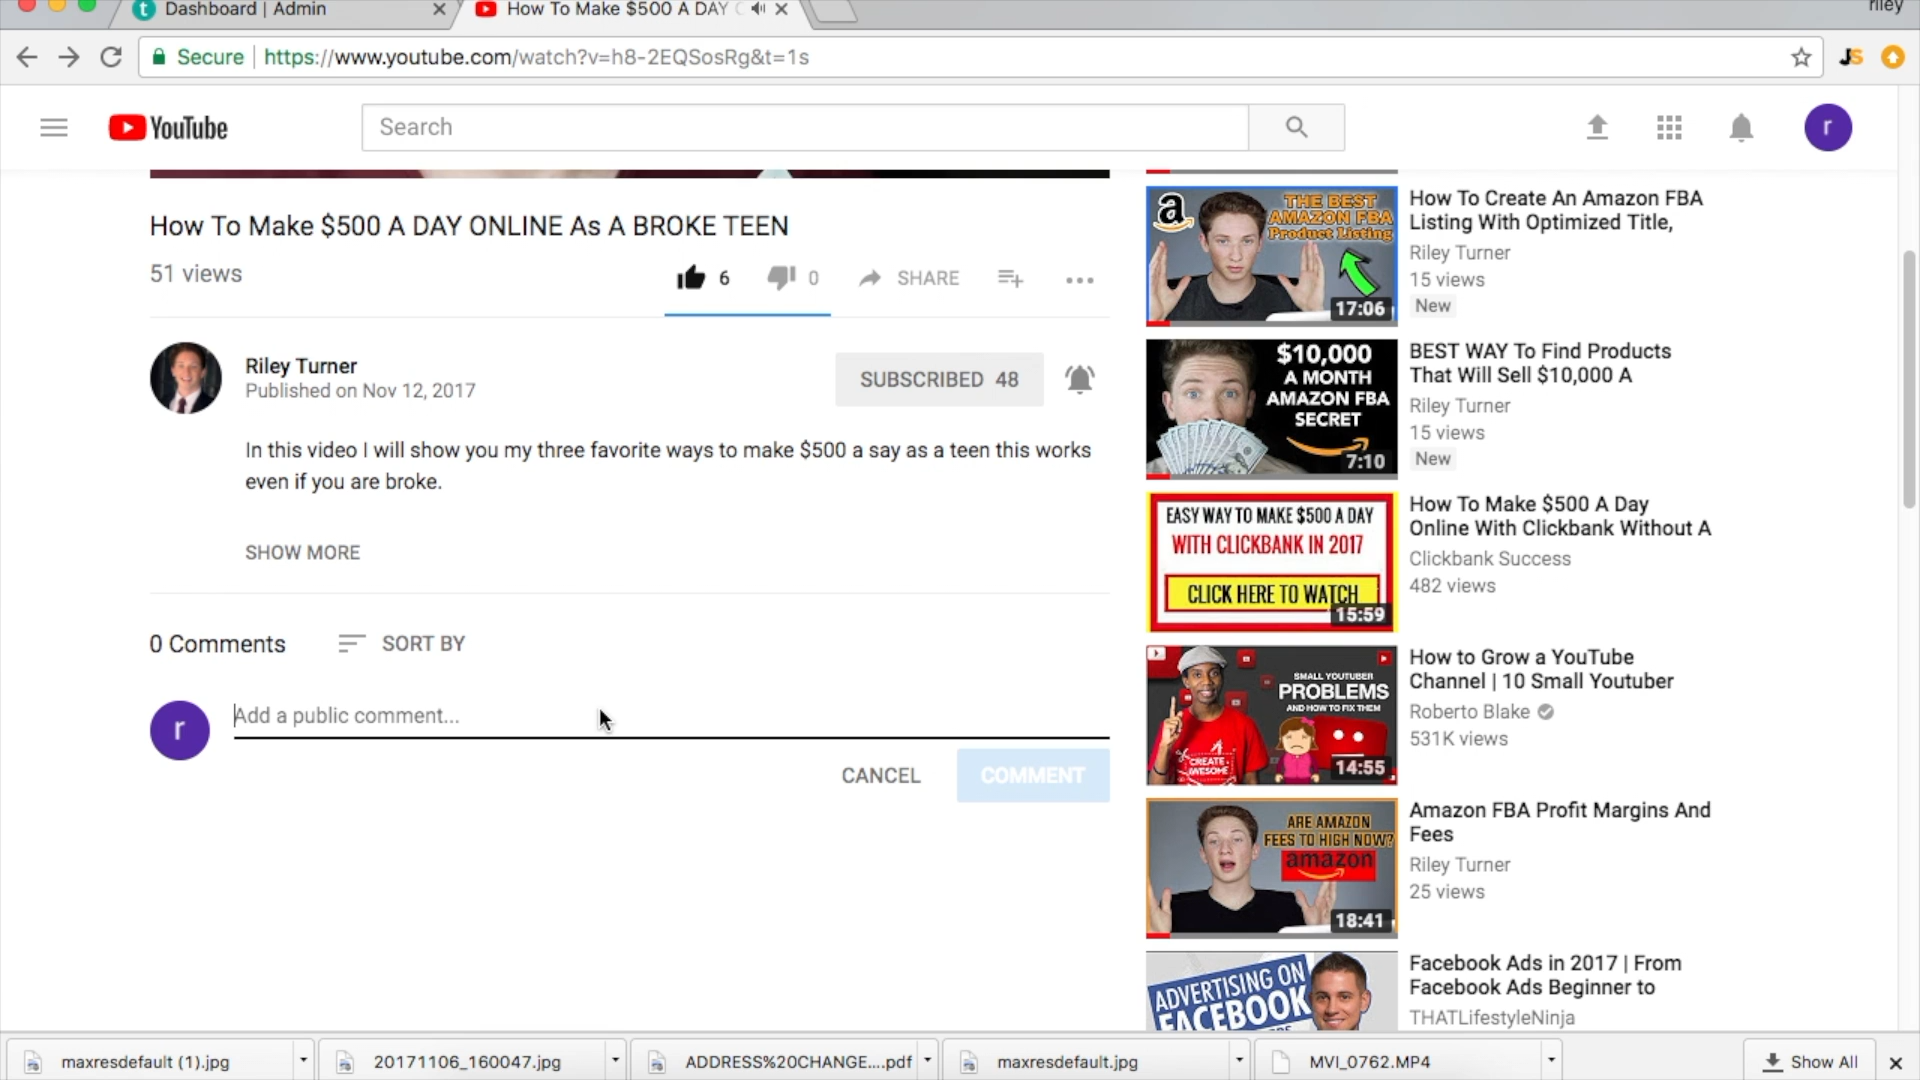 Dashboard | Admin
How To Make $500 A DAY
riley
Secure
https://www.youtube.com/watch?v=h8-2EQSosRg&t=1s
JS
YouTube
Search
r
How To Make $500 A DAY ONLINE As A BROKE TEEN
51 views
6
0
SHARE
Riley Turner
Published on Nov 12, 2017
SUBSCRIBED 48
In this video I will show you my three favorite ways to make $500 a say as a teen this works
even if you are broke.
SHOW MORE
0 Comments
SORT BY
r
Add a public comment...
CANCEL
COMMENT
a
THE BEST
AMAZON FBA
Product Listing
17:06
How To Create An Amazon FBA
Listing With Optimized Title,
Riley Turner
15 views
New
$10,000
A MONTH
AMAZON FBA
SECRET
7:10
BEST WAY To Find Products
That Will Sell $10,000 A
Riley Turner
15 views
New
EASY WAY TO MAKE $500 A DAY
WITH CLICKBANK IN 2017
CLICK HERE TO WATCH
15:59
How To Make $500 A Day
Online With Clickbank Without A
Clickbank Success
482 views
SMALL YOUTUBER
PROBLEMS
AND HOW TO FIX THEM
CREATE
AWESOME
14:55
How to Grow a YouTube
Channel | 10 Small Youtuber
Roberto Blake
531K views
ARE AMAZON
FEES TO HIGH NOW?
amazon
18:41
Amazon FBA Profit Margins And
Fees
Riley Turner
25 views
ADVERTISING ON
FACEBOOK
Facebook Ads in 2017 | From
Facebook Ads Beginner to
THATLifestyleNinja
maxresdefault (1).jpg
20171106_160047.jpg
ADDRESS%20CHANGE....pdf
maxresdefault.jpg
MVI_0762.MP4
Show All